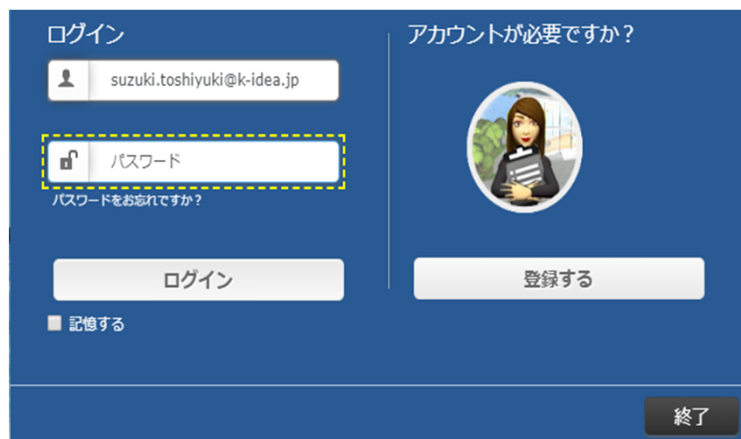 ログイン
suzuki.toshiyuki@k-idea.jp
パスワード
パスワードをお忘れですか？
ログイン
記憶する
アカウントが必要ですか？
登録する
終了